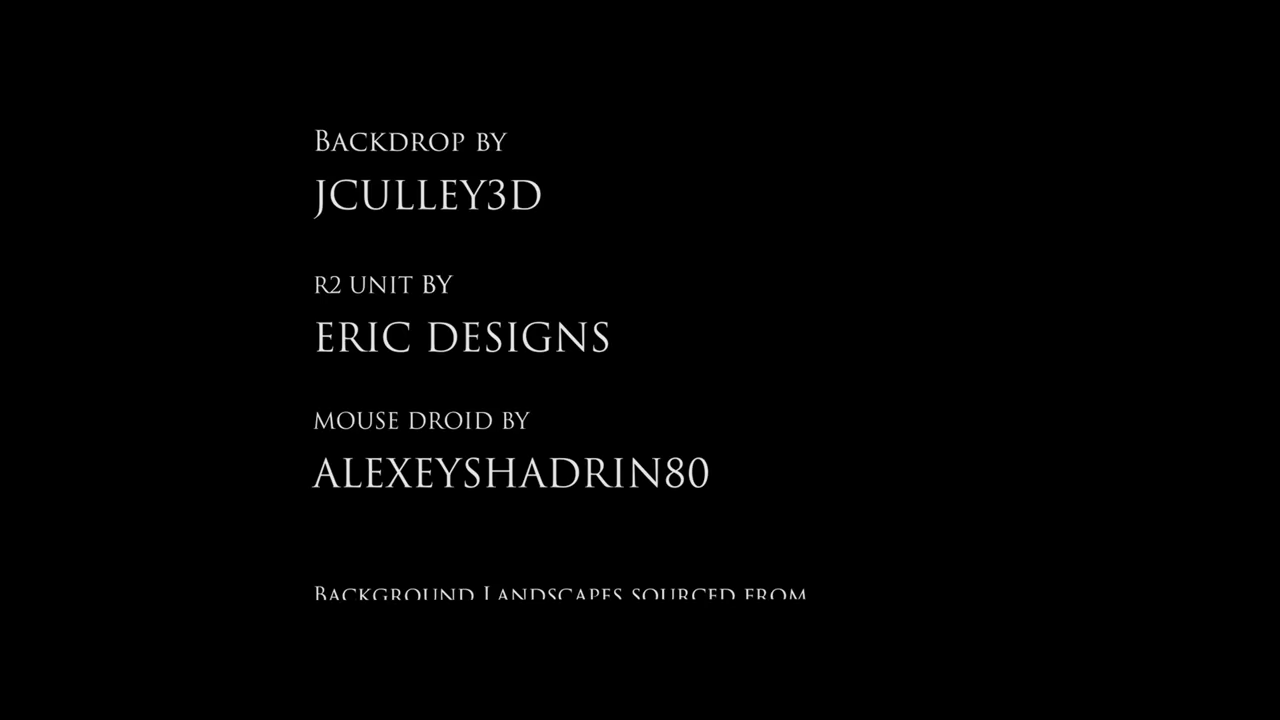 Backdrop by
JCULLEY3D
R2 UNIT BY
ERIC DESIGNS
MOUSE DROID BY
ALEXEYSHADRIN80
Background Landscapes sourced from